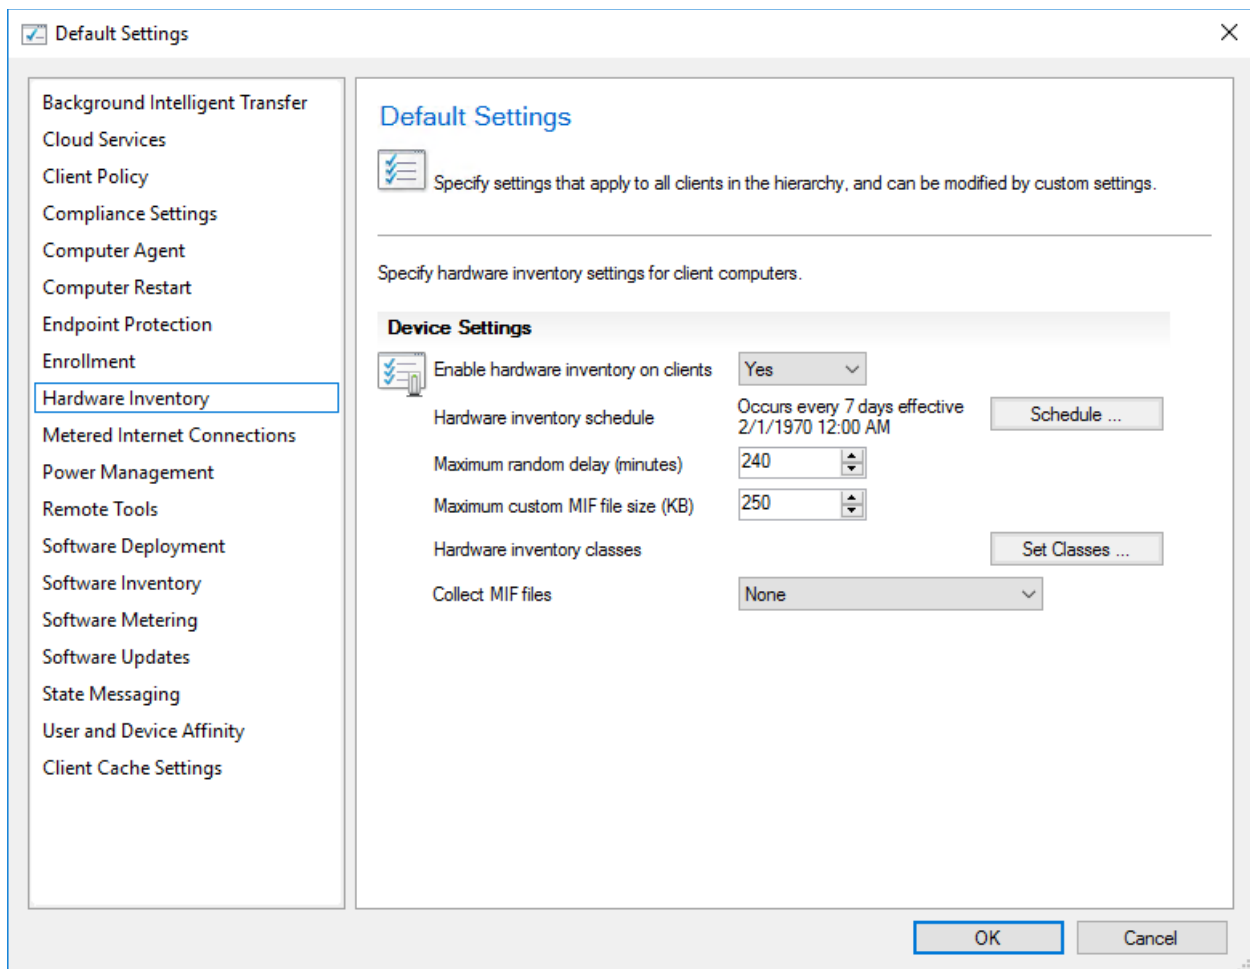 Default Settings
Background Intelligent Transfer
Cloud Services
Client Policy
Compliance Settings
Computer Agent
Computer Restart
Endpoint Protection
Enrollment
Hardware Inventory
Metered Internet Connections
Power Management
Remote Tools
Software Deployment
Software Inventory
Software Metering
Software Updates
State Messaging
User and Device Affinity
Client Cache Settings
Default Settings
Specify settings that apply to all clients in the hierarchy, and can be modified by custom settings.
Specify hardware inventory settings for client computers.
Device Settings
Enable hardware inventory on clients Yes
Hardware inventory schedule Occurs every 7 days effective
2/1/1970 12:00 AM Schedule ...
Maximum random delay (minutes) 240
Maximum custom MIF file size (KB) 250
Hardware inventory classes Set Classes ...
Collect MIF files None
OK Cancel